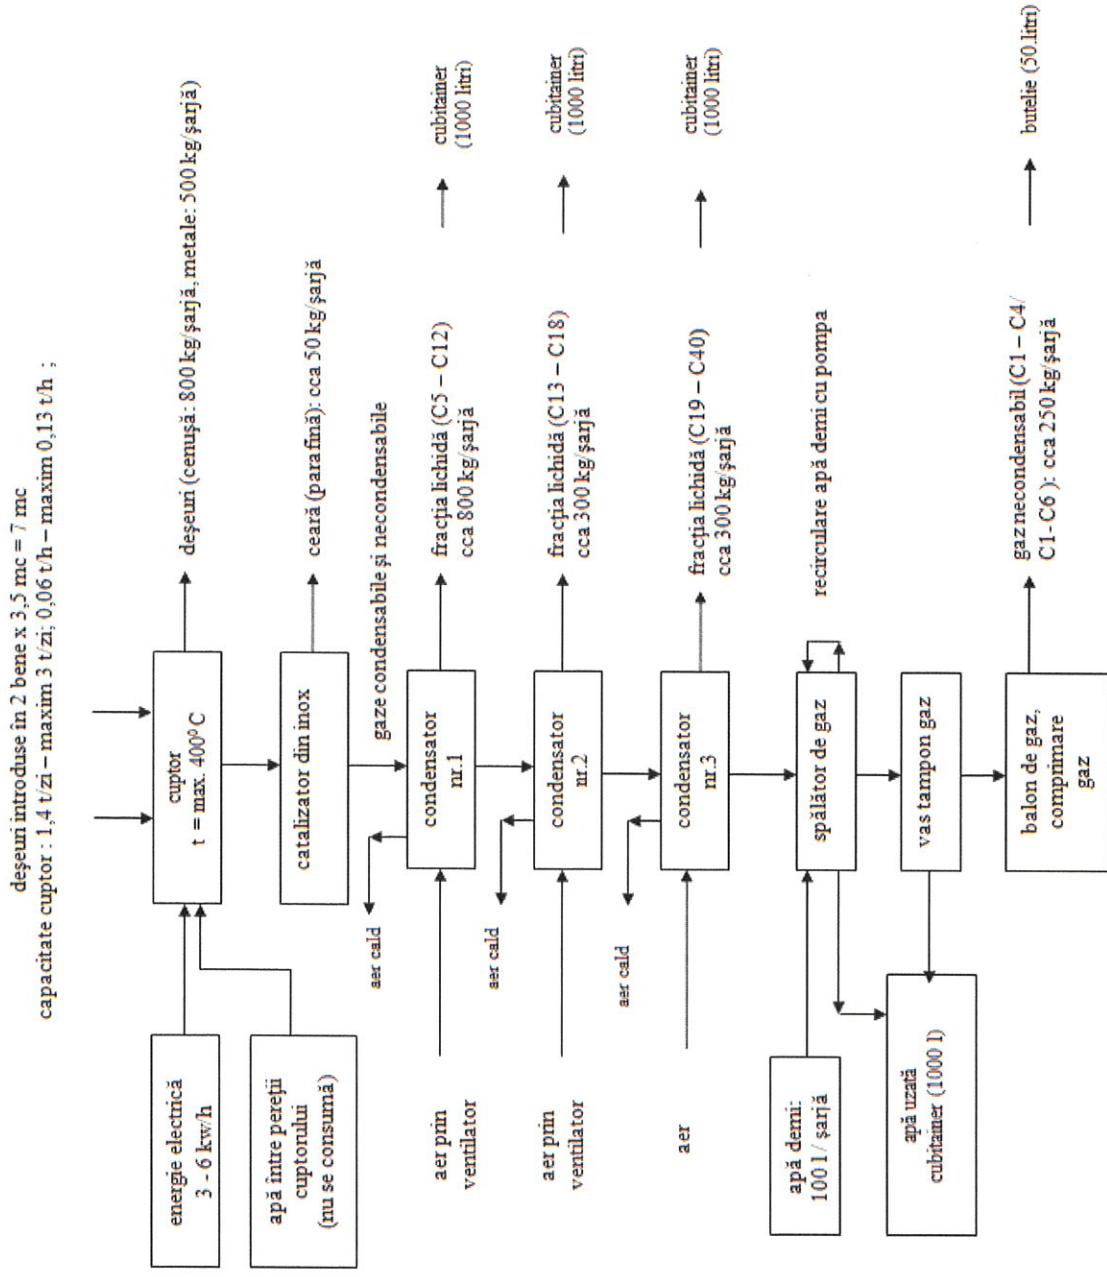 deșeuri introduse în 2 bene x 3,5 mc = 7 mc
capacitate cuptor : 1,4 t/zi – maxim 3 t/zi; 0,06 t/h – maxim 0,13 t/h ;
energie electrică
3 - 6 kw/h
apă între pereții
cuptorului
(nu se consumă)
cuptor
t = max. 400⁰C
deșeuri (cenușă: 800 kg/șarjă, metale: 500 kg/șarjă)
catalizator din inox
ceară (parafină): cca 50 kg/șarjă
gaze condensabile și necondensabile
aer cald
aer prin
ventilator
condensator
nr.1
fracția lichidă (C5 – C12)
cca 800 kg/șarjă
cubitainer
(1000 litri)
aer cald
aer prin
ventilator
condensator
nr.2
fracția lichidă (C13 – C18)
cca 300 kg/șarjă
cubitainer
(1000 litri)
aer cald
aer
condensator
nr.3
fracția lichidă (C19 – C40)
cca 300 kg/șarjă
cubitainer
(1000 litri)
apă demi:
100 l / șarjă
spălător de gaz
recirculare apă demi cu pompa
apă uzată
cubitainer (1000 l)
vas tampon gaz
balon de gaz,
comprimare
gaz
gaz necondensabil (C1 – C4/
C1- C6 ): cca 250 kg/șarjă
butelie (50.litri)